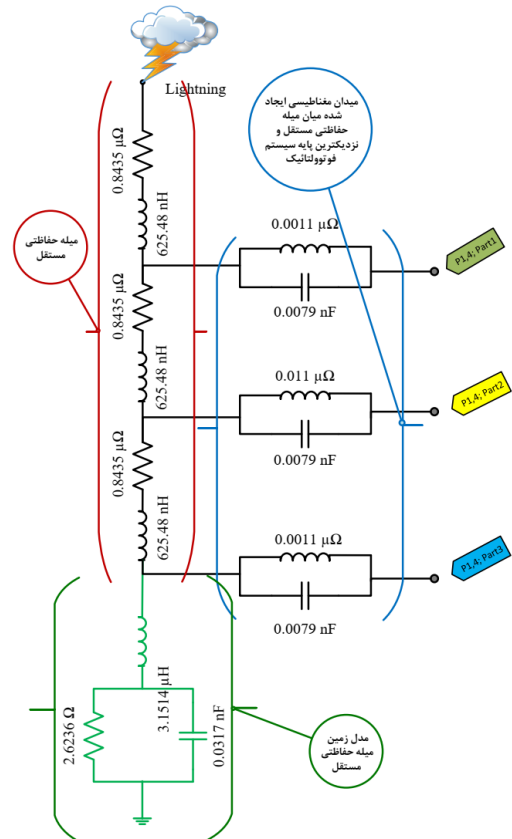 Lightning
0.8435 μΩ
625.48 nH
میدان مغناطیسی ایجاد
شده میان میله
حفاظتی مستقل و
نزدیکترین پایه سیستم
فوتوولتائیک
0.0011 μΩ
0.0079 nF
P1,4; Part1
میله حفاظتی
مستقل
0.8435 μΩ
625.48 nH
0.011 μΩ
0.0079 nF
P1,4; Part2
0.8435 μΩ
625.48 nH
0.0011 μΩ
0.0079 nF
P1,4; Part3
3.1514 μH
2.6236 Ω
0.0317 nF
مدل زمین
میله حفاظتی
مستقل